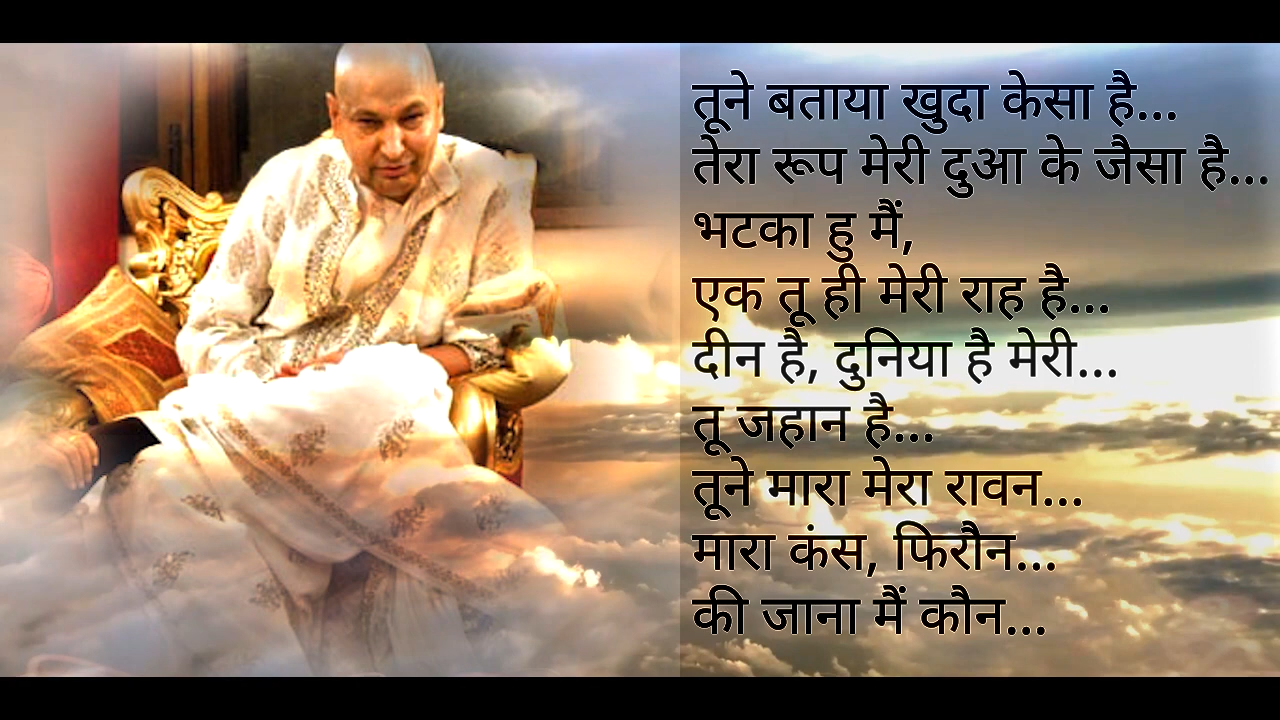 तूने बताया खुदा केसा है...
तेरा रूप मेरी दुआ के जैसा है...
भटका हु मैं,
एक तू ही मेरी राह है...
दीन है, दुनिया है मेरी...
तू जहान है...
तूने मारा मेरा रावन...
मारा कंस, फिरौन...
की जाना मैं कौन...